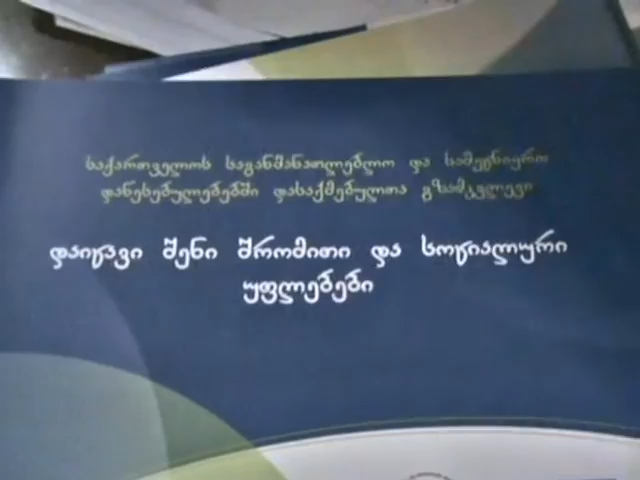 საქართველოს საგანმანათლებლო და სამეცნიერო
დაწესებულებებში დასაქმებულთა გზამკვლევი
დაიცავი შენი შრომითი და სოციალური
უფლებები